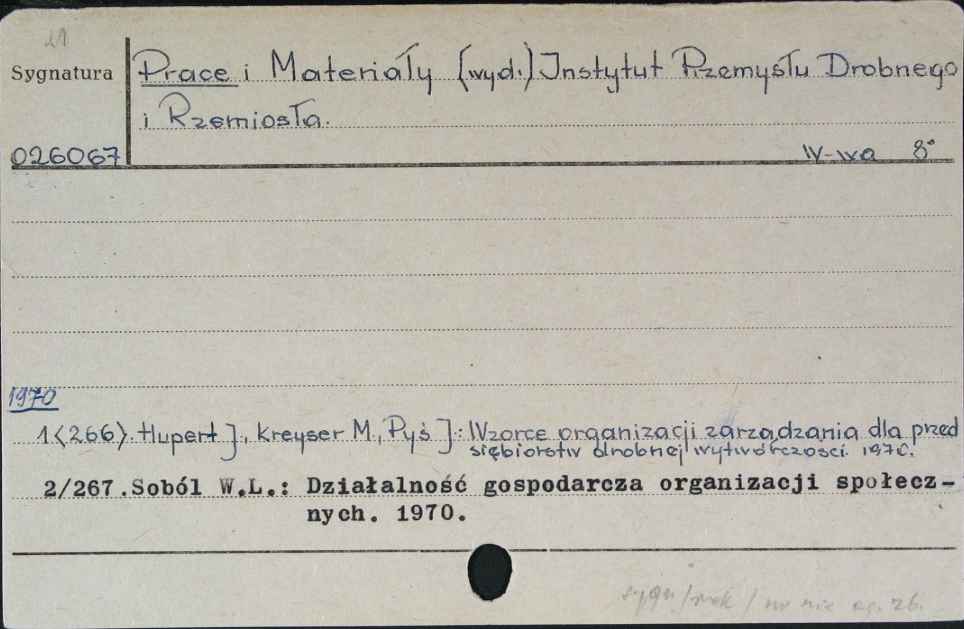 Sygnatura
Prace i Materiały (wyd.) Instytut Przemysłu Drobnego
i Rzemiosła.
026067
W-wa 8°
1970
1<266>. Hupert J., Kreyser M., Pyś J.: Wzorce organizacji zarządzania dla przed
siębiorstw drobnej wytwórczości. 1970.
2/267.Soból W.L.: Działalność gospodarcza organizacji społecz-
nych. 1970.